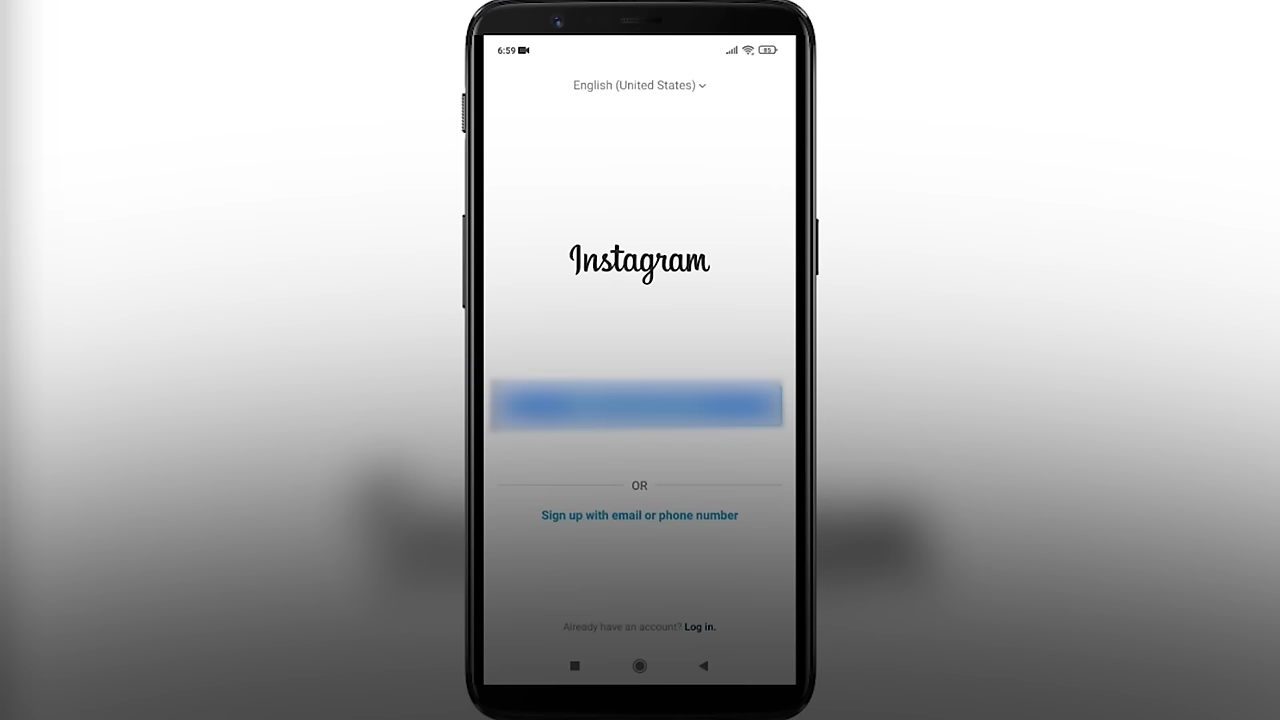 6:59
85
English (United States)
Instagram
OR
Sign up with email or phone number
Already have an account? Log in.